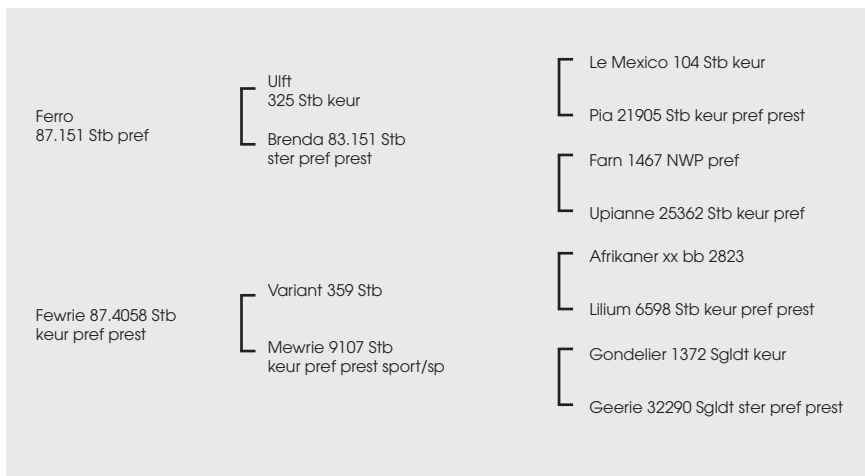 Ferro
87.151 Stb pref
Fewrie 87.4058 Stb
keur pref prest
Ulft
325 Stb keur
Brenda 83.151 Stb
ster pref prest
Variant 359 Stb
Mewrie 9107 Stb
keur pref prest sport/sp
Le Mexico 104 Stb keur
Pia 21905 Stb keur pref prest
Farn 1467 NWP pref
Upianne 25362 Stb keur pref
Afrikaner xx bb 2823
Lilium 6598 Stb keur pref prest
Gondelier 1372 Sgldt keur
Geerie 32290 Sgldt ster pref prest